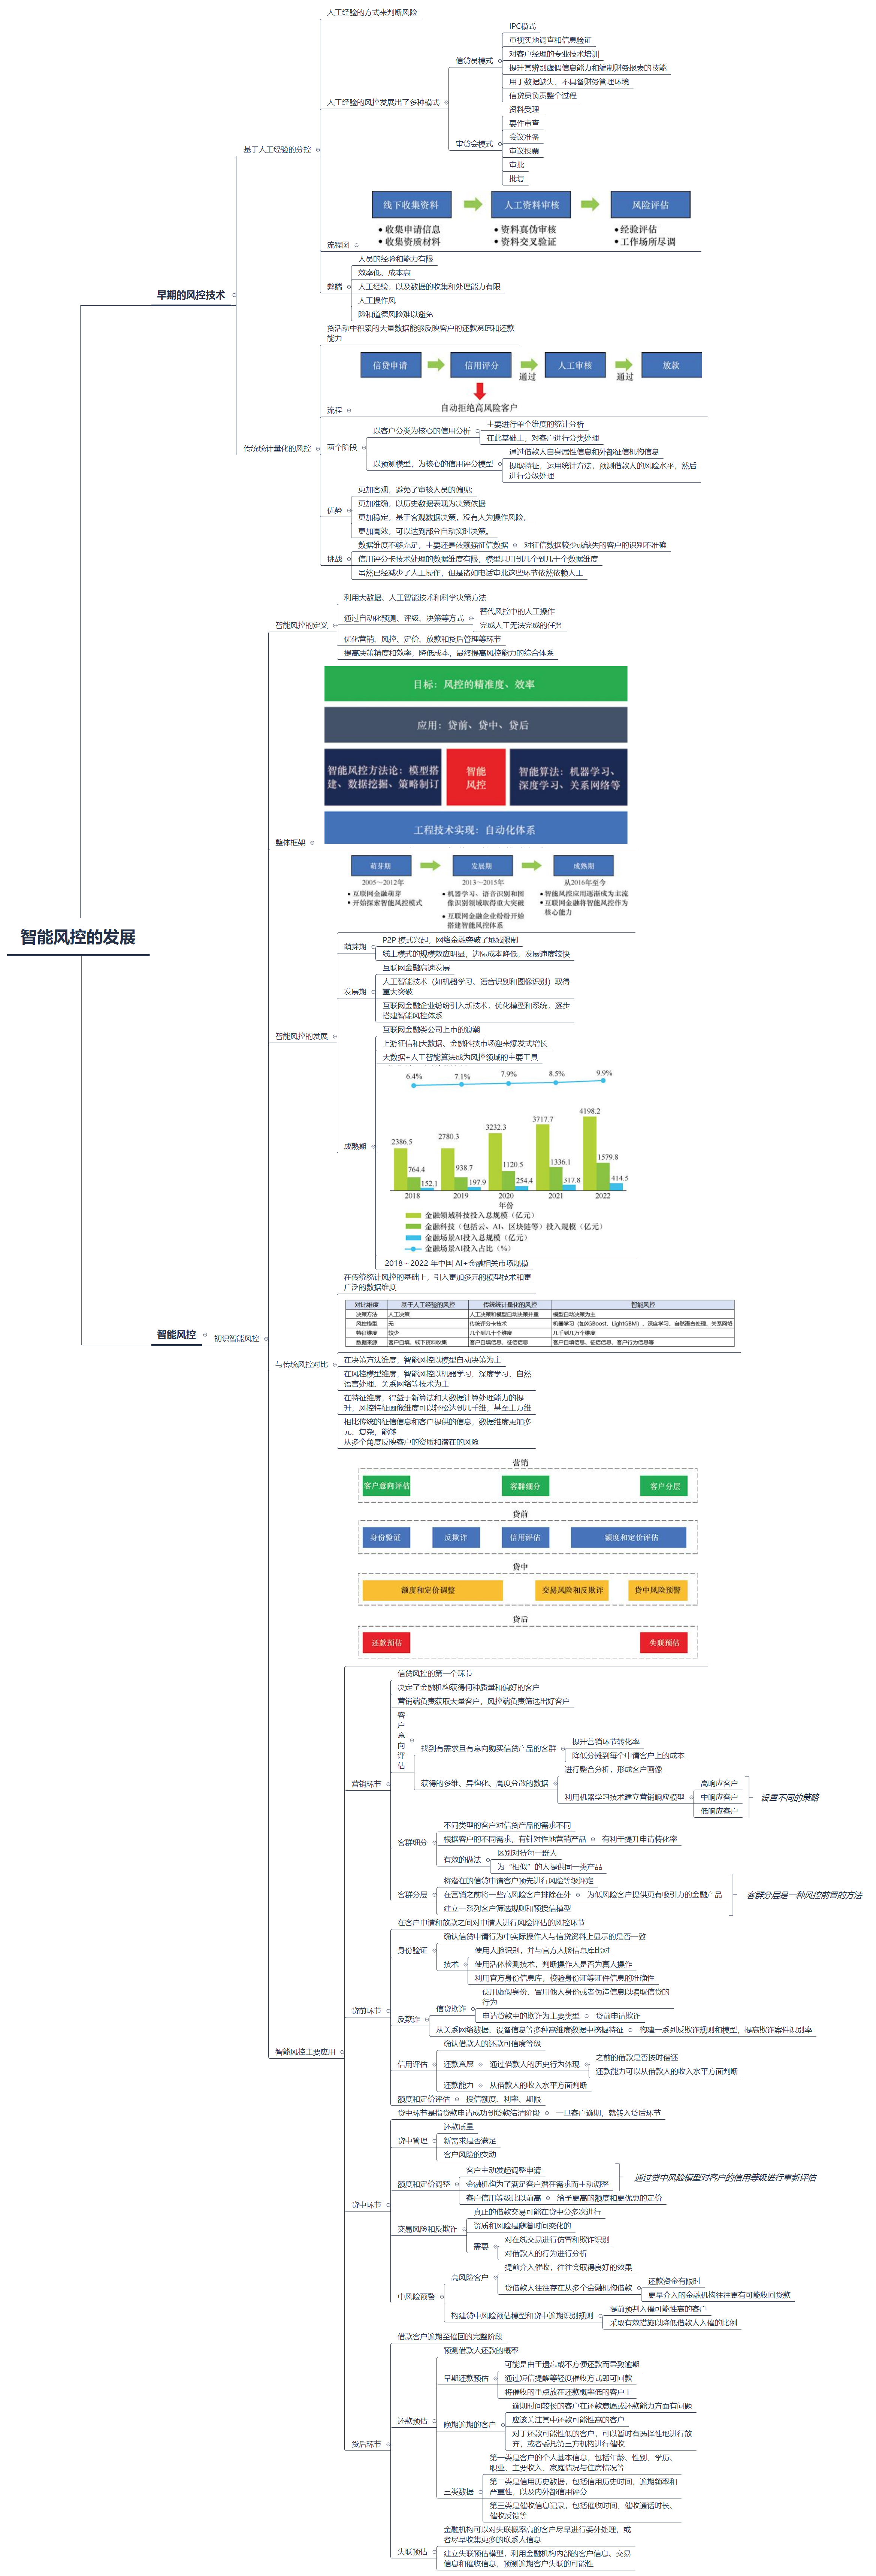 智能风控的发展
早期的风控技术
基于人工经验的分控
人工经验的方式来判断风险
人工经验的风控发展出了多种模式
信贷员模式
IPC模式
重视实地调查和信息验证
对客户经理的专业技术培训
提升其辨别虚假信息能力和编制财务报表的技能
用于数据缺失，不具备财务管理环境
信贷员负责整个过程
审贷会模式
资料受理
要件审查
会议准备
审议投票
审批
批复
流程图
线下收集资料
人工资料审核
风险评估
• 收集申请信息
• 收集资质材料
• 资料真伪审核
• 资料交叉验证
• 经验评估
• 工作场所尽调
弊端
人员的经验和能力有限
效率低、成本高
人工经验，以及数据的收集和处理能力有限
人工操作风
险和道德风险难以避免
传统统计量化的风控
贷活动中积累的大量数据能够反映客户的还款意愿和还款
能力
流程
信贷申请
信用评分
人工审核
放款
通过
通过
自动拒绝高风险客户
两个阶段
以客户分类为核心的信用分析
主要进行单个维度的统计分析
在此基础上，对客户进行分类处理
以预测模型，为核心的信用评分模型
通过借款人自身属性信息和外部征信机构信息
提取特征，运用统计方法，预测借款人的风险水平，然后
进行分级处理
优势
更加客观，避免了审核人员的偏见;
更加准确，以历史数据表现为决策依据
更加稳定，基于客观数据决策，没有人为操作风险，
更加高效，可以达到部分自动实时决策。
挑战
数据维度不够充足，主要还是依赖强征信数据
对征信数据较少或缺失的客户的识别不准确
信用评分卡技术处理的数据维度有限，模型只用到几个到几十个数据维度
虽然已经减少了人工操作，但是诸如电话审批这些环节依然依赖人工
智能风控
初识智能风控
智能风控的定义
利用大数据、人工智能技术和科学决策方法
通过自动化预测、评级、决策等方式
替代风控中的人工操作
完成人工无法完成的任务
优化营销、风控、定价、放款和贷后管理等环节
提高决策精度和效率，降低成本，最终提高风控能力的综合体系
整体框架
目标：风控的精准度、效率
应用：贷前、贷中、贷后
智能风控方法论：模型搭
建、数据挖掘、策略制订
智能
风控
智能算法：机器学习、
深度学习、关系网络等
工程技术实现：自动化体系
智能风控的发展
萌芽期
发展期
成熟期
2005~2012年
2013~2015年
从2016年至今
• 互联网金融萌芽
• 开始探索智能风控模式
• 机器学习、语音识别和图
像识别领域取得重大突破
• 互联网金融企业纷纷开始
搭建智能风控体系
• 智能风控应用逐渐成为主流
• 互联网金融将智能风控作为
核心能力
萌芽期
P2P 模式兴起，网络金融突破了地域限制
线上模式的规模效应明显，边际成本降低，发展速度较快
发展期
互联网金融高速发展
人工智能技术（如机器学习、语音识别和图像识别）取得
重大突破
互联网金融企业纷纷引入新技术，优化模型和系统，逐步
搭建智能风控体系
成熟期
互联网金融类公司上市的浪潮
上游征信和大数据、金融科技市场迎来爆发式增长
大数据+人工智能算法成为风控领域的主要工具
6.4%
7.1%
7.9%
8.5%
9.9%
2386.5
764.4
152.1
2780.3
938.7
197.9
3232.3
1120.5
254.4
3717.7
1336.1
317.8
4198.2
1579.8
414.5
2018
2019
2020
2021
2022
年份
金融领域科技投入总规模（亿元）
金融科技（包括云、AI、区块链等）投入规模（亿元）
金融场景AI投入总规模（亿元）
金融场景AI投入占比（%）
2018－2022 年中国 AI+金融相关市场规模
与传统风控对比
在传统统计风控的基础上，引入更加多元的模型技术和更
广泛的数据维度
对比维度 基于人工经验的风控 传统统计量化的风控 智能风控
决策方法 人工决策 人工决策和模型自动决策并重 模型自动决策为主
风控模型 无 传统评分卡技术 机器学习（如XGBoost、LightGBM）、深度学习、自然语言处理、关系网络
特征维度 较少 几个到几十个维度 几千到几万个维度
数据来源 客户自填、线下资料收集 客户自填信息、征信信息 客户自填信息、征信信息、客户行为信息等
在决策方法维度，智能风控以模型自动决策为主
在风控模型维度，智能风控以机器学习、深度学习、自然
语言处理、关系网络等技术为主
在特征维度，得益于新算法和大数据计算处理能力的提
升，风控特征画像维度可以轻松达到几千维，甚至上万维
相比传统的征信信息和客户提供的信息，数据维度更加多
元、复杂，能够
从多个角度反映客户的资质和潜在的风险
智能风控主要应用
营销
客户意向评估
客群细分
客户分层
贷前
身份验证
反欺诈
信用评估
额度和定价评估
贷中
额度和定价调整
交易风险和反欺诈
贷中风险预警
贷后
还款预估
失联预估
营销环节
信贷风控的第一个环节
决定了金融机构获得何种质量和偏好的客户
营销端负责获取大量客户，风控端负责筛选出好客户
客
户
意
向
评
估
找到有需求且有意向购买信贷产品的客群
提升营销环节转化率
降低分摊到每个申请客户上的成本
获得的多维、异构化、高度分散的数据
进行整合分析，形成客户画像
利用机器学习技术建立营销响应模型
高响应客户
中响应客户
低响应客户
设置不同的策略
客群细分
不同类型的客户对信贷产品的需求不同
根据客户的不同需求，有针对性地营销产品
有利于提升申请转化率
有效的做法
区别对待每一群人
为“相似”的人提供同一类产品
客群分层
将潜在的信贷申请客户预先进行风险等级评定
在营销之前将一些高风险客户排除在外
为低风险客户提供更有吸引力的金融产品
建立一系列客户筛选规则和预授信模型
客群分层是一种风控前置的方法
贷前环节
在客户申请和放款之间对申请人进行风险评估的风控环节
身份验证
确认信贷申请行为中实际操作人与信贷资料上显示的是否一致
技术
使用人脸识别，并与官方人脸信息库比对
使用活体检测技术，判断操作人是否为真人操作
利用官方身份信息库，校验身份证等证件信息的准确性
反欺诈
信贷欺诈
使用虚假身份、冒用他人身份或者伪造信息以骗取信贷的
行为
申请贷款中的欺诈为主要类型
贷前申请欺诈
从关系网络数据、设备信息等多种高维度数据中挖掘特征
构建一系列反欺诈规则和模型，提高欺诈案件识别率
信用评估
确认借款人的还款可信度等级
还款意愿
通过借款人的历史行为体现
之前的借款是否按时偿还
还款能力可以从借款人的收入水平方面判断
还款能力
从借款人的收入水平方面判断
额度和定价评估
授信额度、利率、期限
贷中环节
贷中环节是指贷款申请成功到贷款结清阶段
一旦客户逾期，就转入贷后环节
贷中管理
还款质量
新需求是否满足
客户风险的变动
额度和定价调整
客户主动发起调整申请
金融机构为了满足客户潜在需求而主动调整
通过贷中风险模型对客户的信用等级进行重新评估
客户信用等级比以前高
给予更高的额度和更优惠的定价
交易风险和反欺诈
真正的借款交易可能在贷中分多次进行
资质和风险是随着时间变化的
需要
对在线交易进行仿冒和欺诈识别
对借款人的行为进行分析
中风险预警
高风险客户
提前介入催收，往往会取得良好的效果
贷借款人往往存在从多个金融机构借款
还款资金有限时
更早介入的金融机构往往更有可能收回贷款
构建贷中风险预估模型和贷中逾期识别规则
提前预判入催可能性高的客户
采取有效措施以降低借款人入催的比例
贷后环节
借款客户逾期至催回的完整阶段
还款预估
预测借款人还款的概率
早期还款预估
可能是由于遗忘或不方便还款而导致逾期
通过短信提醒等轻度催收方式即可回款
将催收的重点放在还款概率低的客户上
晚期逾期的客户
逾期时间较长的客户在还款意愿或还款能力方面有问题
应该关注其中还款可能性高的客户
对于还款可能性低的客户，可以暂时有选择性地进行放
弃，或者委托第三方机构进行催收
三类数据
第一类是客户的个人基本信息，包括年龄、性别、学历、
职业、主要收入、家庭情况与住房情况等
第二类是信用历史数据，包括信用历史时间，逾期频率和
严重性，以及内外部信用评分
第三类是催收信息记录，包括催收时间、催收通话时长、
催收反馈等
失联预估
金融机构可以对失联概率高的客户尽早进行委外处理，或
者尽早收集更多的联系人信息
建立失联预估模型，利用金融机构内部的客户信息、交易
信息和催收信息，预测逾期客户失联的可能性